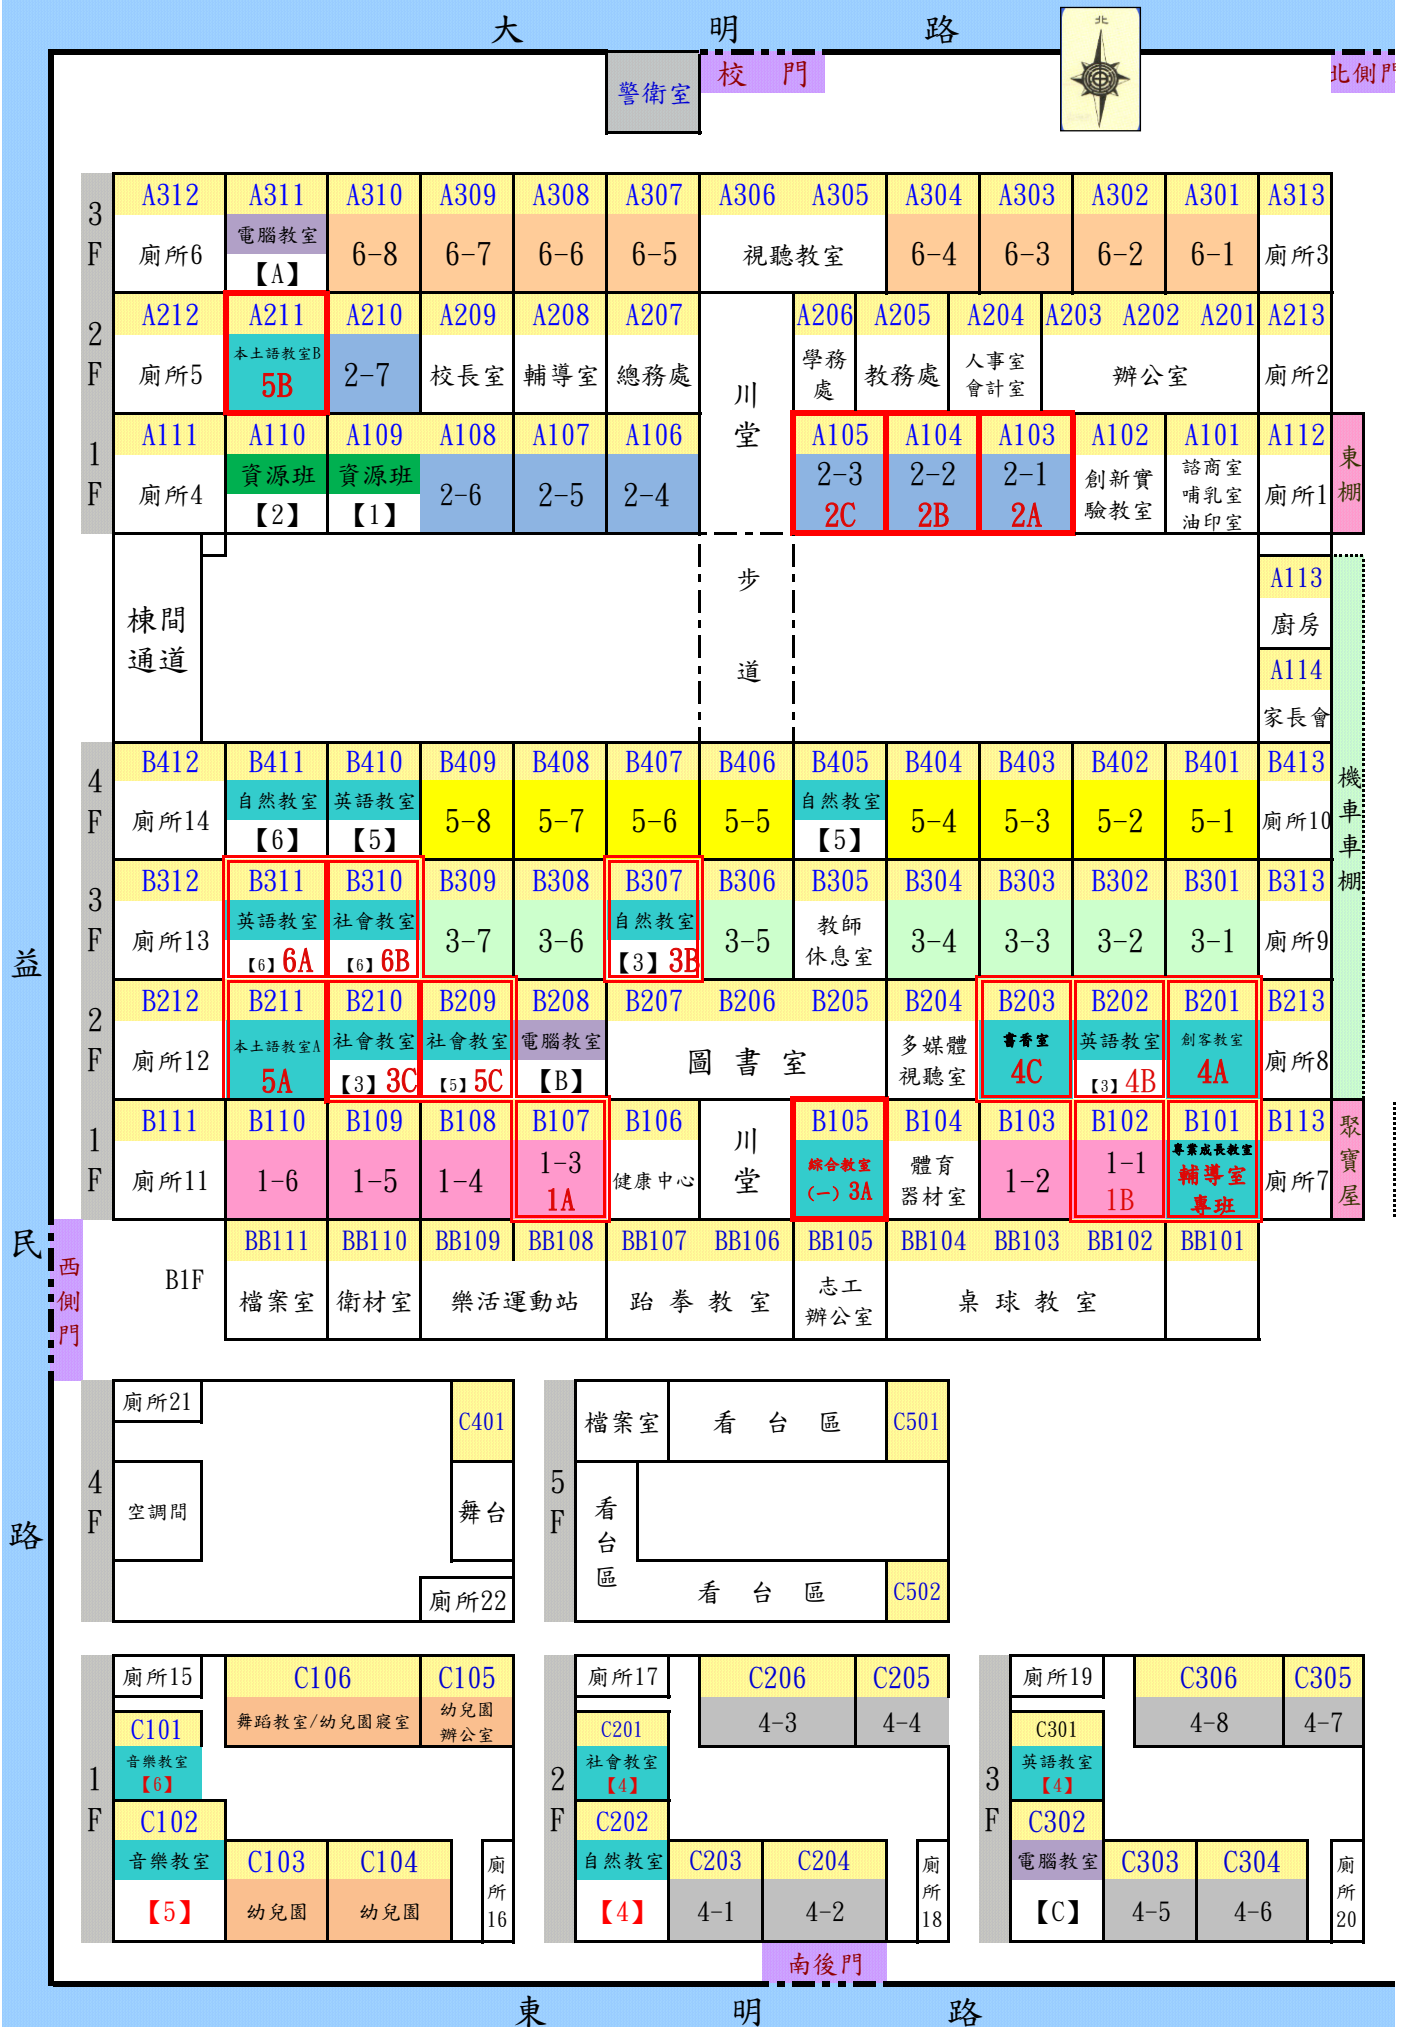 大 明 路
北
警衛室
校 門
北側門
3F
A312 A311 A310 A309 A308 A307 A306 A305 A304 A303 A302 A301 A313
廁所6 電腦教室 6-8 6-7 6-6 6-5 視聽教室 6-4 6-3 6-2 6-1 廁所3
【A】
2F
A212 A211 A210 A209 A208 A207 A206 A205 A204 A203 A202 A201 A213
廁所5 本土語教室B 2-7 校長室 輔導室 總務處 學務處 教務處 人事室 會計室 辦公室 廁所2
5B
川堂
1F
A111 A110 A109 A108 A107 A106 A105 A104 A103 A102 A101 A112
廁所4 資源班 資源班 2-6 2-5 2-4 2-3 2-2 2-1 創新實驗教室 諮商室 哺乳室 油印室 廁所1
【2】 【1】 2C 2B 2A
東棚
棟間通道
步道
A113
廚房
A114
家長會
機車車棚
4F
B412 B411 B410 B409 B408 B407 B406 B405 B404 B403 B402 B401 B413
廁所14 自然教室 英語教室 5-8 5-7 5-6 5-5 自然教室 5-4 5-3 5-2 5-1 廁所10
【6】 【5】 【5】
3F
B312 B311 B310 B309 B308 B307 B306 B305 B304 B303 B302 B301 B313
廁所13 英語教室 社會教室 3-7 3-6 自然教室 3-5 教師休息室 3-4 3-3 3-2 3-1 廁所9
【6】6A 【6】6B 【3】3B
2F
B212 B211 B210 B209 B208 B207 B206 B205 B204 B203 B202 B201 B213
廁所12 本土語教室A 社會教室 社會教室 電腦教室 圖書室 多媒體視聽室 書香室 英語教室 創客教室 廁所8
5A 【3】3C 【5】5C 【B】 4C 【3】4B 4A
1F
B111 B110 B109 B108 B107 B106 川堂 B105 B104 B103 B102 B101 B113
廁所11 1-6 1-5 1-4 1-3 健康中心 綜合教室 體育器材室 1-2 1-1 專業成長教室 廁所7
1A (一) 3A 1B 輔導室專班
聚寶屋
益民路
西側門
B1F
BB111 BB110 BB109 BB108 BB107 BB106 BB105 BB104 BB103 BB102 BB101
檔案室 衛材室 樂活運動站 跆拳教室 志工辦公室 桌球教室
4F
廁所21
C401
空調間
舞台
廁所22
5F
檔案室 看台區 C501
看台區
看台區 C502
1F
廁所15 C106 C105
舞蹈教室/幼兒園寢室 幼兒園辦公室
C101
音樂教室
【6】
C102
音樂教室 C103 C104
【5】 幼兒園 幼兒園
廁所16
2F
廁所17 C206 C205
4-3 4-4
C201
社會教室
【4】
C202
自然教室 C203 C204
【4】 4-1 4-2
廁所18
3F
廁所19 C306 C305
4-8 4-7
C301
英語教室
【4】
C302
電腦教室 C303 C304
【C】 4-5 4-6
廁所20
南後門
東 明 路